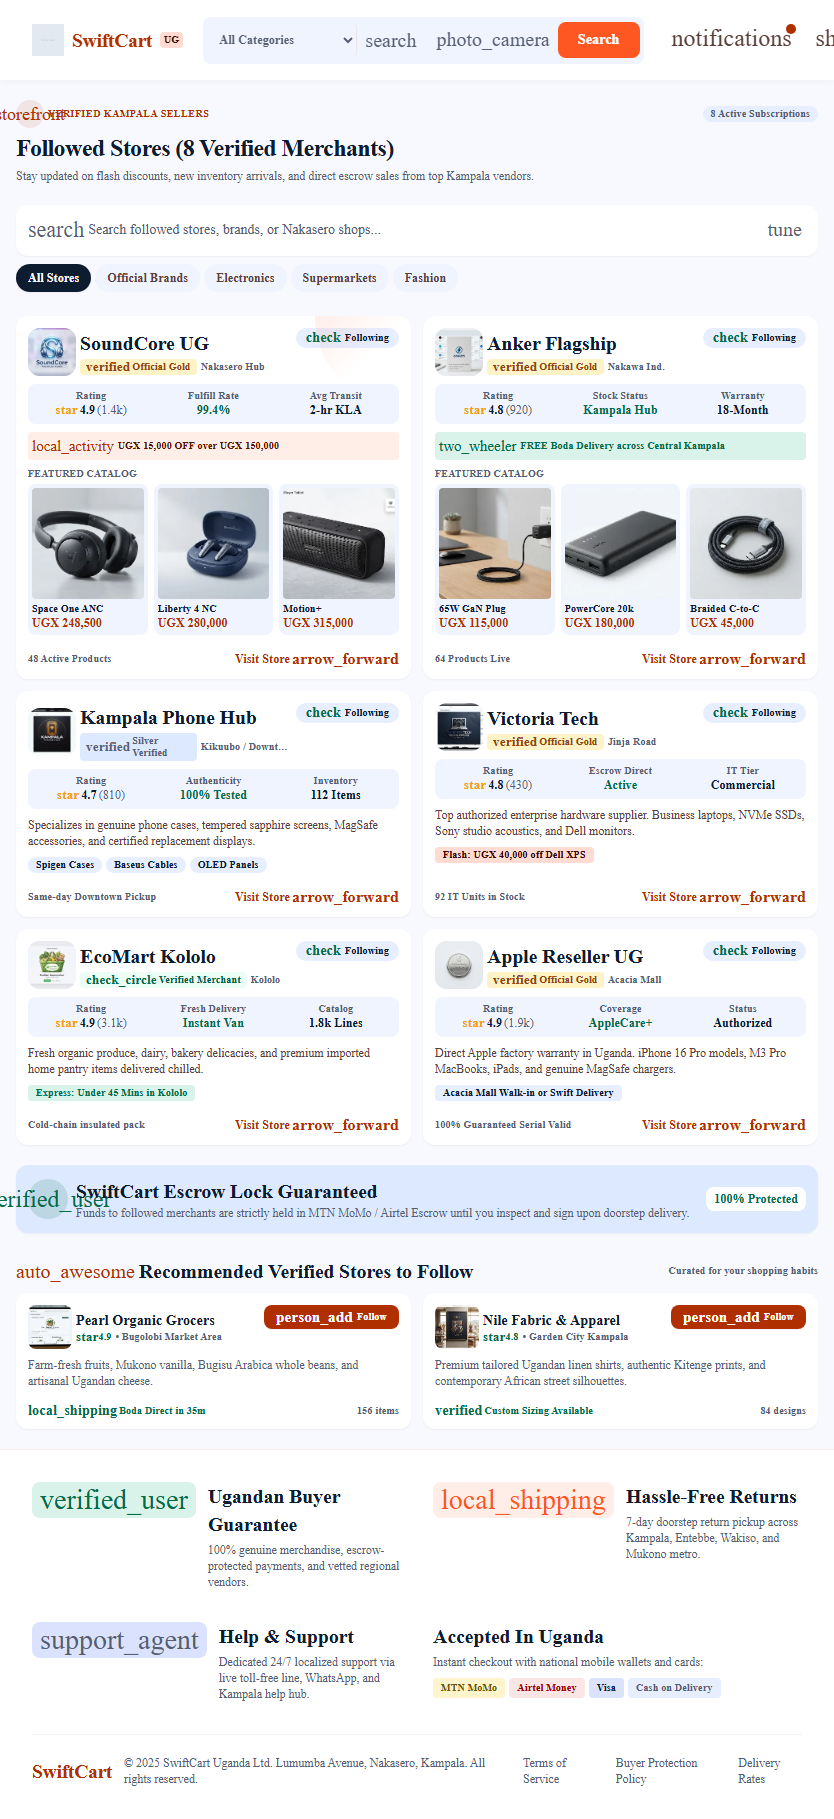 SwiftCart UG All Categories search photo_camera Search notifications sh
storefront VERIFIED KAMPALA SELLERS 8 Active Subscriptions
Followed Stores (8 Verified Merchants)
Stay updated on flash discounts, new inventory arrivals, and direct escrow sales from top Kampala vendors.
search Search followed stores, brands, or Nakasero shops... tune
All Stores Official Brands Electronics Supermarkets Fashion
SoundCore UG check Following
verified Official Gold Nakasero Hub
Rating Fulfill Rate Avg Transit
star 4.9 (1.4k) 99.4% 2-hr KLA
local_activity UGX 15,000 OFF over UGX 150,000
FEATURED CATALOG
Space One ANC Liberty 4 NC Motion+
UGX 248,500 UGX 280,000 UGX 315,000
48 Active Products Visit Store arrow_forward
Anker Flagship check Following
verified Official Gold Nakawa Ind.
Rating Stock Status Warranty
star 4.8 (920) Kampala Hub 18-Month
two_wheeler FREE Boda Delivery across Central Kampala
FEATURED CATALOG
65W GaN Plug PowerCore 20k Braided C-to-C
UGX 115,000 UGX 180,000 UGX 45,000
64 Products Live Visit Store arrow_forward
Kampala Phone Hub check Following
verified Silver Verified Kikuubo / Downt...
Rating Authenticity Inventory
star 4.7 (810) 100% Tested 112 Items
Specializes in genuine phone cases, tempered sapphire screens, MagSafe
accessories, and certified replacement displays.
Spigen Cases Baseus Cables OLED Panels
Same-day Downtown Pickup Visit Store arrow_forward
Victoria Tech check Following
verified Official Gold Jinja Road
Rating Escrow Direct IT Tier
star 4.8 (430) Active Commercial
Top authorized enterprise hardware supplier. Business laptops, NVMe SSDs,
Sony studio acoustics, and Dell monitors.
Flash: UGX 40,000 off Dell XPS
92 IT Units in Stock Visit Store arrow_forward
EcoMart Kololo check Following
check_circle Verified Merchant Kololo
Rating Fresh Delivery Catalog
star 4.9 (3.1k) Instant Van 1.8k Lines
Fresh organic produce, dairy, bakery delicacies, and premium imported
home pantry items delivered chilled.
Express: Under 45 Mins in Kololo
Cold-chain insulated pack Visit Store arrow_forward
Apple Reseller UG check Following
verified Official Gold Acacia Mall
Rating Coverage Status
star 4.9 (1.9k) AppleCare+ Authorized
Direct Apple factory warranty in Uganda. iPhone 16 Pro models, M3 Pro
MacBooks, iPads, and genuine MagSafe chargers.
Acacia Mall Walk-in or Swift Delivery
100% Guaranteed Serial Valid Visit Store arrow_forward
verified_user SwiftCart Escrow Lock Guaranteed
Funds to followed merchants are strictly held in MTN MoMo / Airtel Escrow until you inspect and sign upon doorstep delivery.
100% Protected
auto_awesome Recommended Verified Stores to Follow Curated for your shopping habits
Pearl Organic Grocers person_add Follow
star 4.9 • Bugolobi Market Area
Farm-fresh fruits, Mukono vanilla, Bugisu Arabica whole beans, and
artisanal Ugandan cheese.
local_shipping Boda Direct in 35m 156 items
Nile Fabric & Apparel person_add Follow
star 4.8 • Garden City Kampala
Premium tailored Ugandan linen shirts, authentic Kitenge prints, and
contemporary African street silhouettes.
verified Custom Sizing Available 84 designs
verified_user Ugandan Buyer
Guarantee
100% genuine merchandise, escrow-
protected payments, and vetted regional
vendors.
local_shipping Hassle-Free Returns
7-day doorstep return pickup across
Kampala, Entebbe, Wakiso, and
Mukono metro.
support_agent Help & Support
Dedicated 24/7 localized support via
live toll-free line, WhatsApp, and
Kampala help hub.
Accepted In Uganda
Instant checkout with national mobile wallets and cards:
MTN MoMo Airtel Money Visa Cash on Delivery
SwiftCart © 2025 SwiftCart Uganda Ltd. Lumumba Avenue, Nakasero, Kampala. All
rights reserved.
Terms of
Service
Buyer Protection
Policy
Delivery
Rates